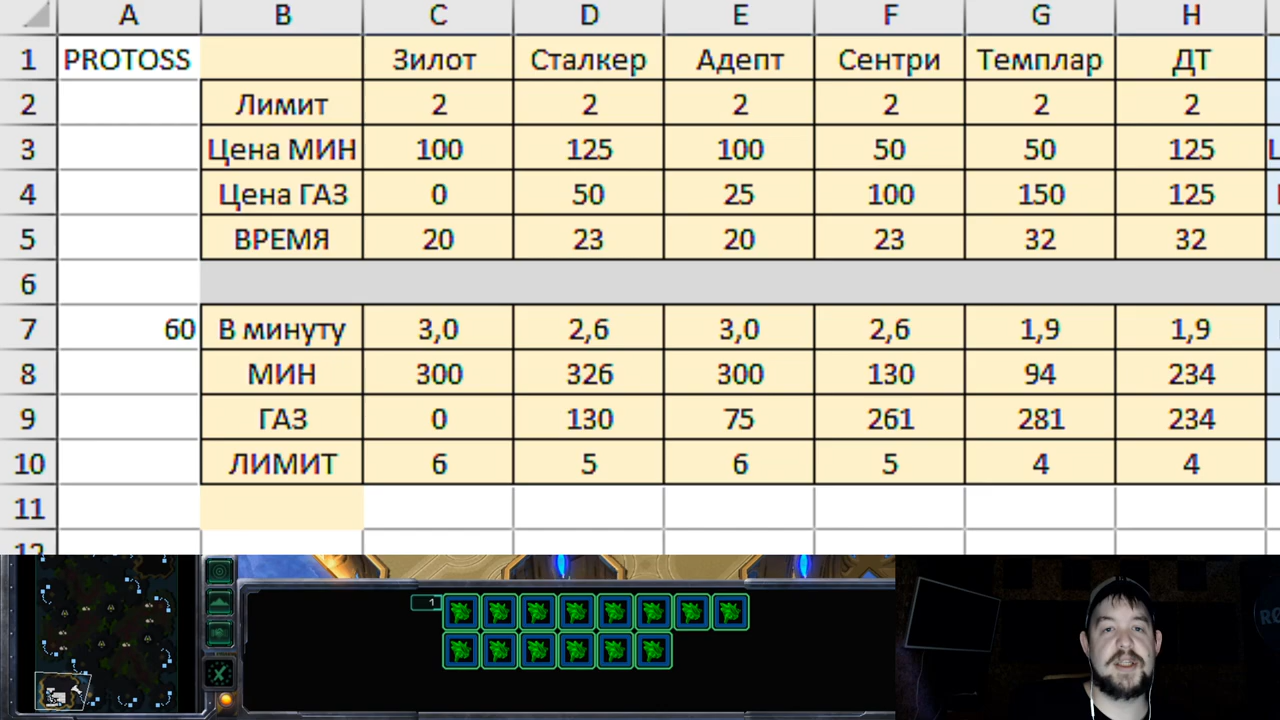 A B C D E F G H
1 PROTOSS Зилот Сталкер Адепт Сентри Темплар ДТ
2 Лимит 2 2 2 2 2 2
3 Цена МИН 100 125 100 50 50 125
4 Цена ГАЗ 0 50 25 100 150 125
5 ВРЕМЯ 20 23 20 23 32 32
6
7 60 В минуту 3,0 2,6 3,0 2,6 1,9 1,9
8 МИН 300 326 300 130 94 234
9 ГАЗ 0 130 75 261 281 234
10 ЛИМИТ 6 5 6 5 4 4
11
12
1